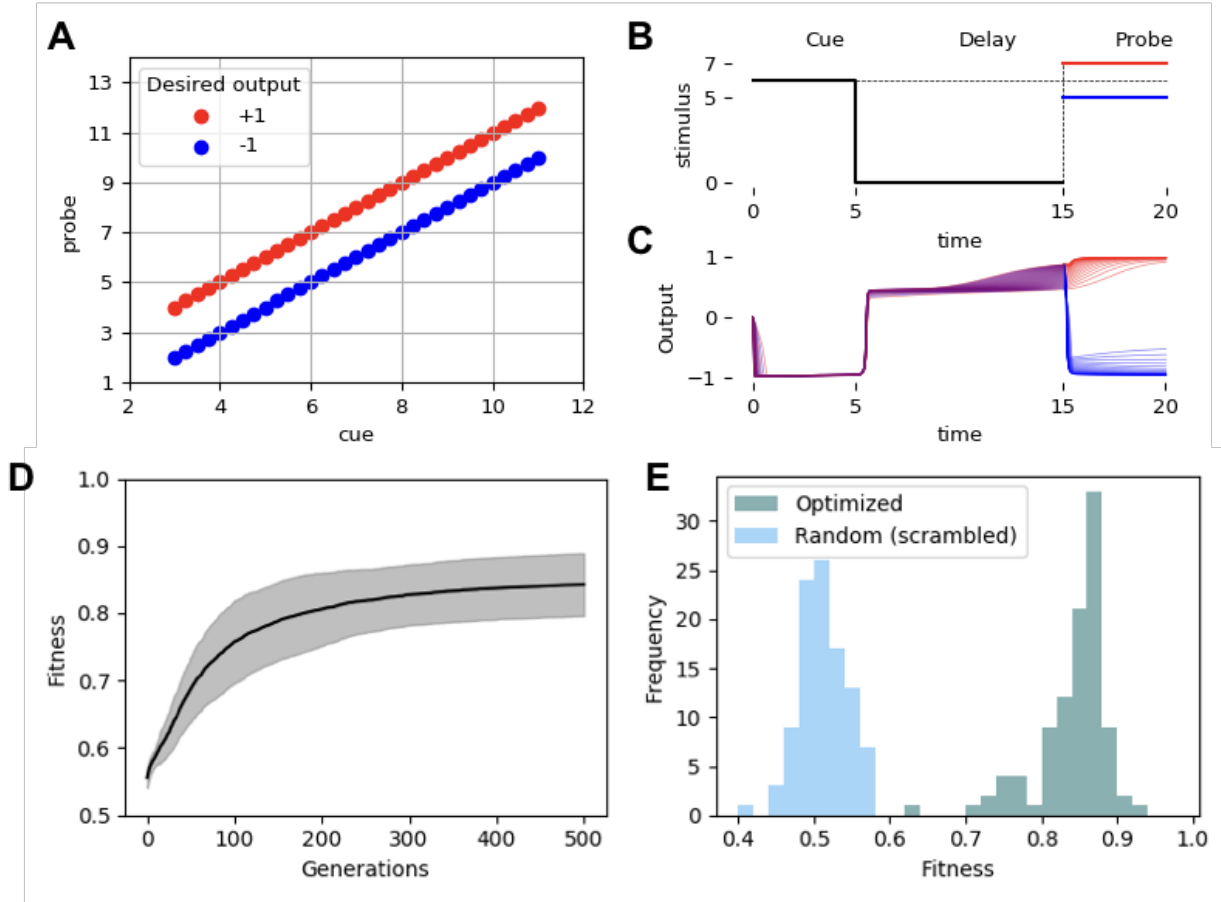 A
Desired output
+1
-1
13
11
9
7
5
3
1
probe
2 4 6 8 10 12
cue
B
Cue Delay Probe
7
5
0
stimulus
0 5 15 20
time
C
1
0
−1
Output
0 5 15 20
time
D
1.0
0.9
0.8
0.7
0.6
0.5
Fitness
0 100 200 300 400 500
Generations
E
Optimized
Random (scrambled)
30
25
20
15
10
5
0
Frequency
0.4 0.5 0.6 0.7 0.8 0.9 1.0
Fitness